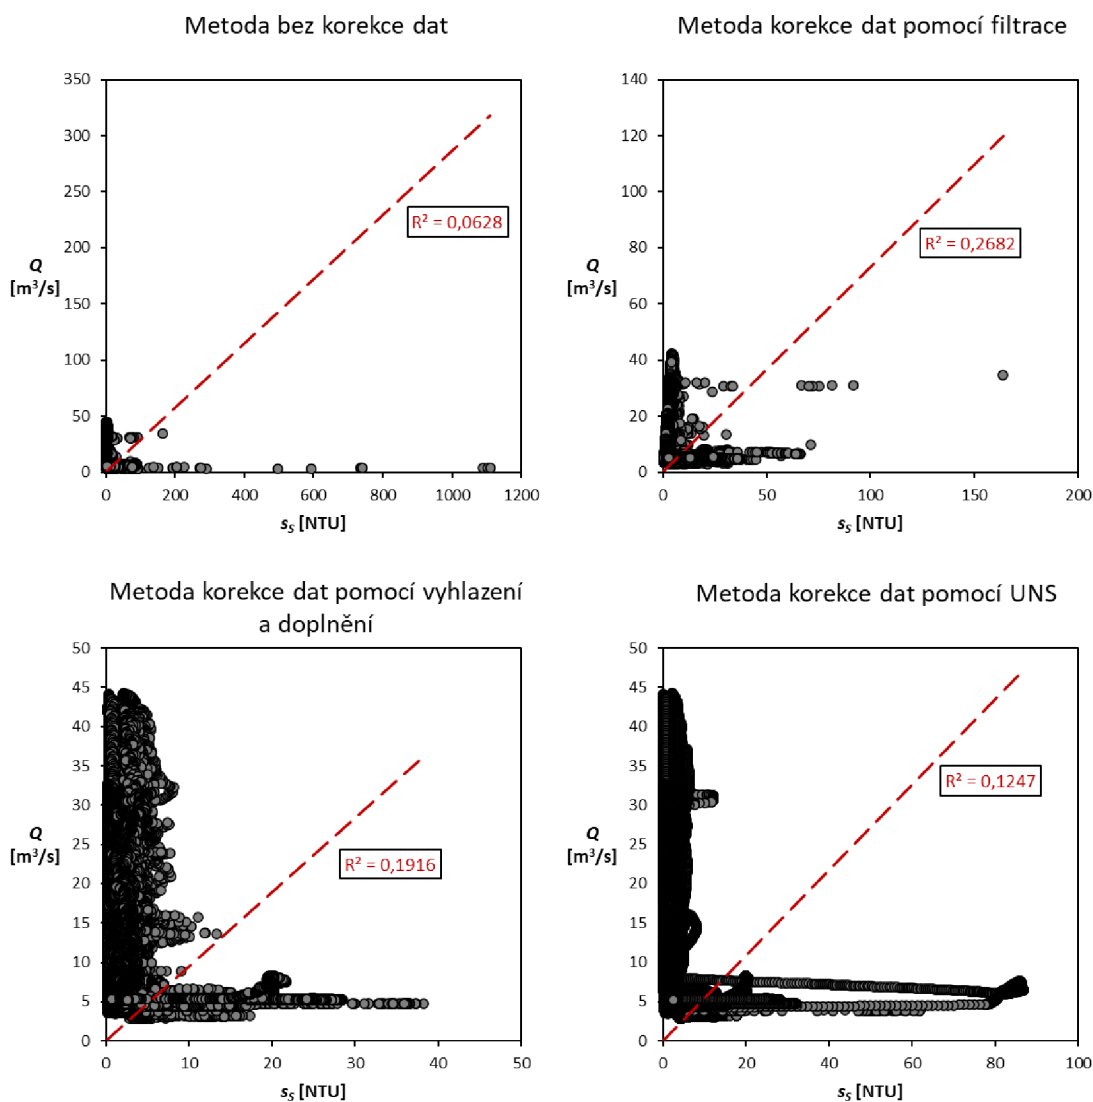 Metoda bez korekce dat
350
300
250
200
150
100
50
0
Q
[m³/s]
R² = 0,0628
0 200 400 600 800 1000 1200
sS [NTU]
Metoda korekce dat pomocí filtrace
140
120
100
80
60
40
20
0
Q
[m³/s]
R² = 0,2682
0 50 100 150 200
sS [NTU]
Metoda korekce dat pomocí vyhlazení
a doplnění
50
45
40
35
30
25
20
15
10
5
0
Q
[m³/s]
R² = 0,1916
0 10 20 30 40 50
sS [NTU]
Metoda korekce dat pomocí UNS
50
45
40
35
30
25
20
15
10
5
0
Q
[m³/s]
R² = 0,1247
0 20 40 60 80 100
sS [NTU]